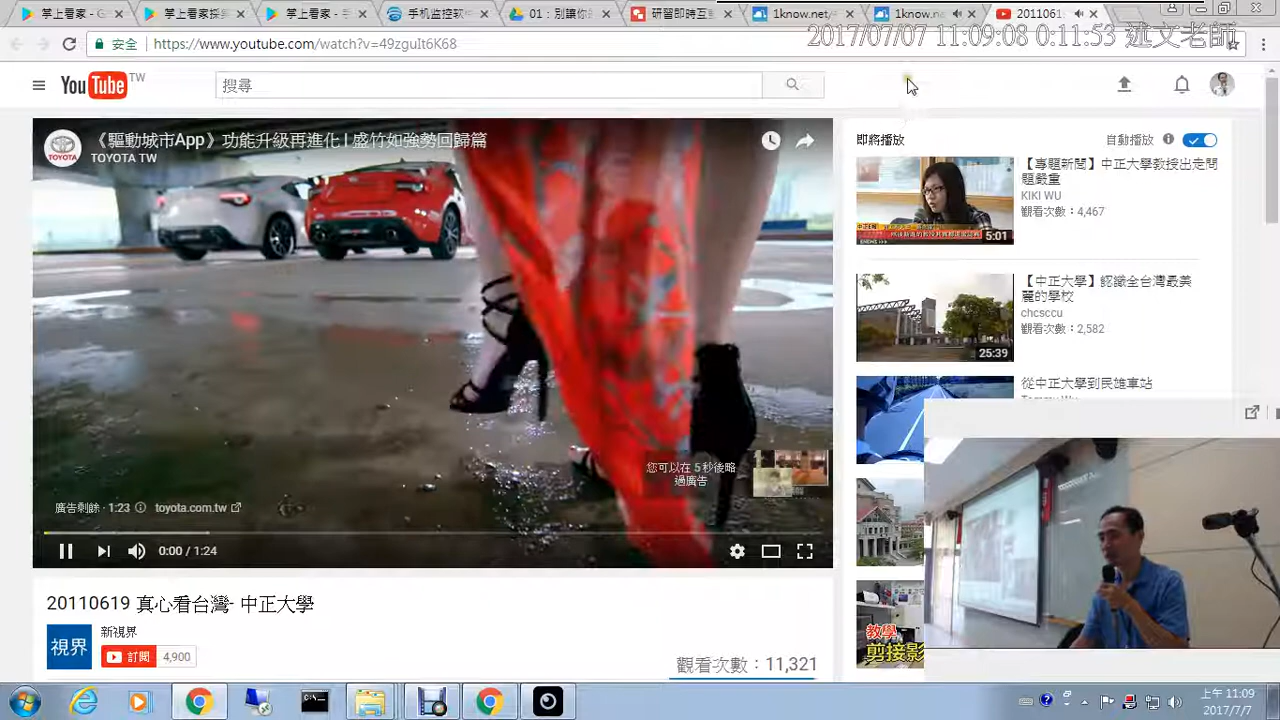 掌上看家 - G
掌上看家採
掌上看家 -
手机监控软
01：別讓你
研習即時互
1know.net/
1know.n
201106
安全
https://www.youtube.com/watch?v=49zguIt6K68
2017/07/07 11:09:08 0:11:53 述文老師
YouTube TW
搜尋
《驅動城市App》功能升級再進化 l 盛竹如強勢回歸篇
TOYOTA TW
TOYOTA
您可以在 5 秒後略
過廣告
廣告剩餘 · 1:23
toyota.com.tw
0:00 / 1:24
20110619 真心看台灣- 中正大學
視界
新視界
訂閱
4,900
觀看次數：11,321
即將播放
自動播放
【專題新聞】中正大學教授出走問
題嚴重
KIKI WU
觀看次數：4,467
5:01
【中正大學】認識全台灣最美
麗的學校
chcsccu
觀看次數：2,582
25:39
從中正大學到民雄車站
教學
剪接影
上午 11:09
2017/7/7